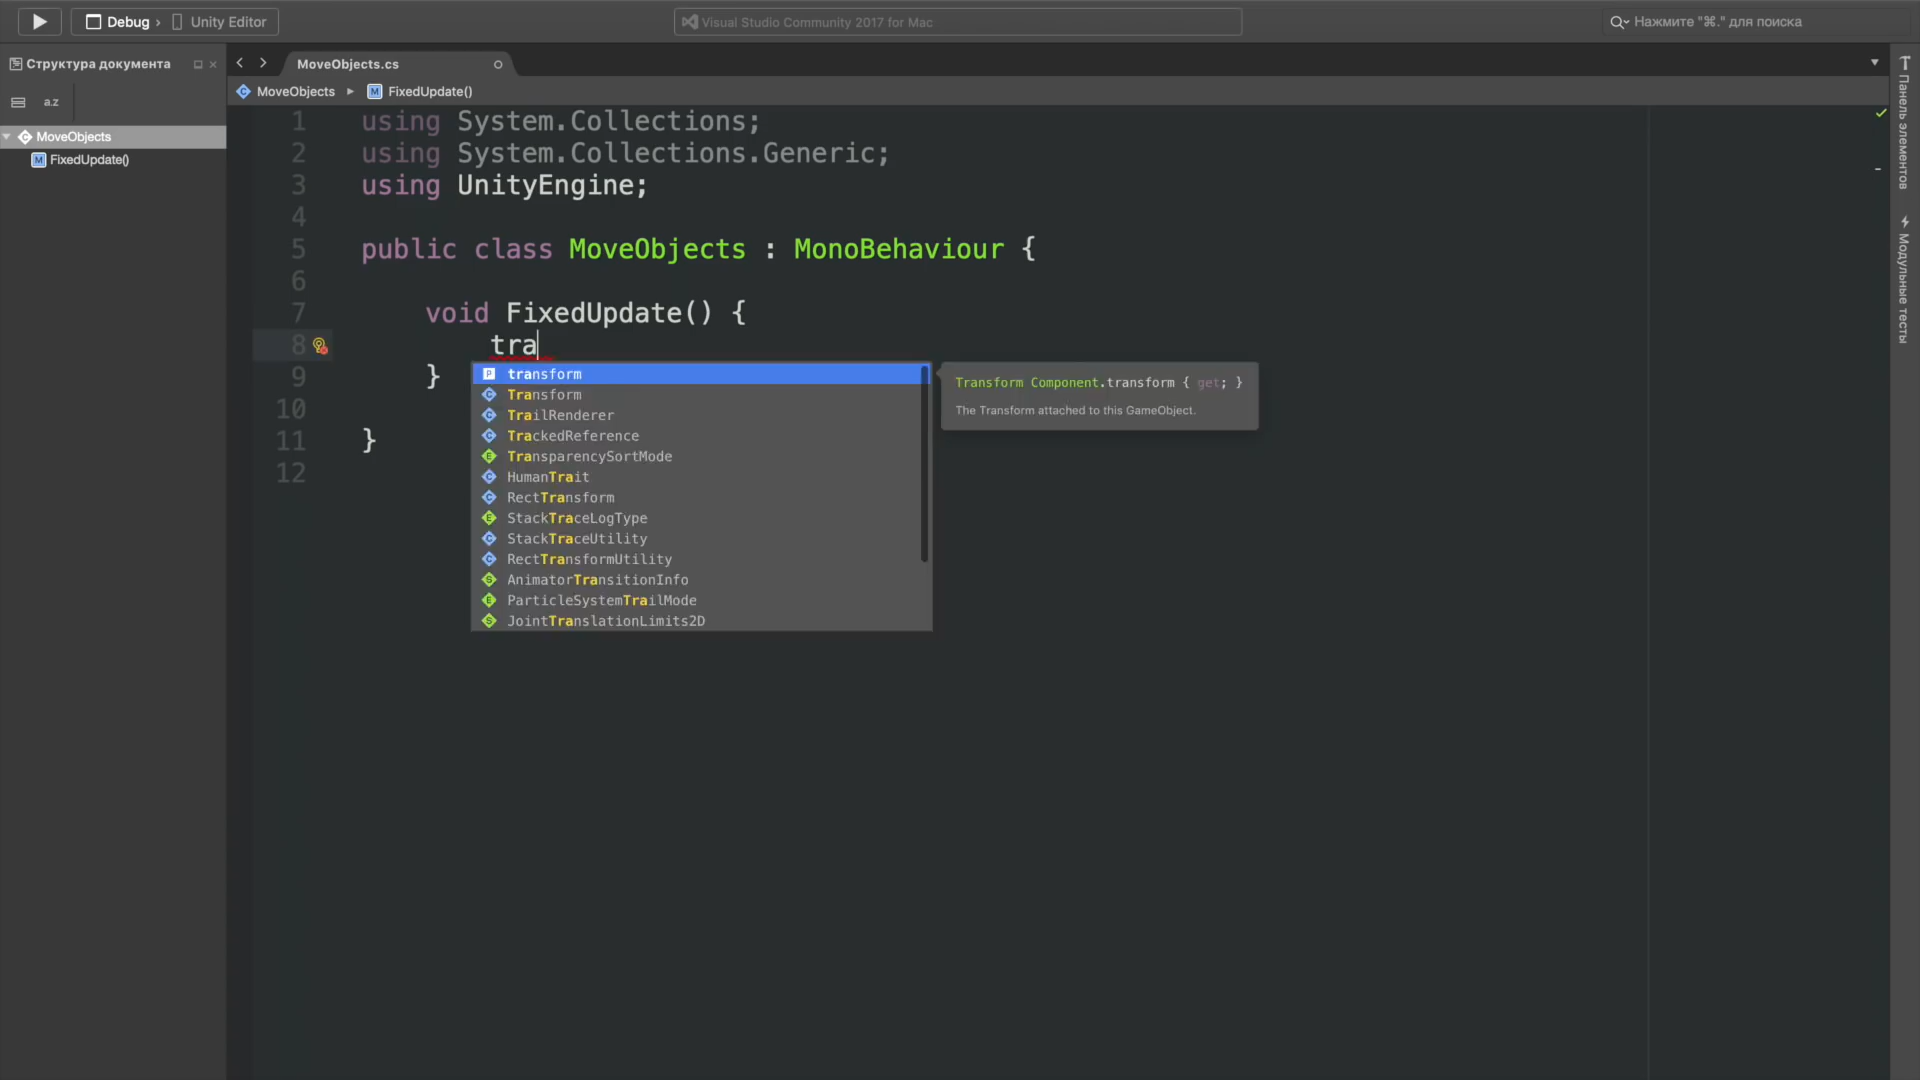 Debug › Unity Editor
Visual Studio Community 2017 for Mac
Нажмите "⌘." для поиска
Структура документа
MoveObjects.cs
a.z
MoveObjects ▸ FixedUpdate()
MoveObjects
FixedUpdate()
1 using System.Collections;
2 using System.Collections.Generic;
3 using UnityEngine;
4
5 public class MoveObjects : MonoBehaviour {
6
7 void FixedUpdate() {
8 tra
9 }
10
11 }
12
transform
Transform
TrailRenderer
TrackedReference
TransparencySortMode
HumanTrait
RectTransform
StackTraceLogType
StackTraceUtility
RectTransformUtility
AnimatorTransitionInfo
ParticleSystemTrailMode
JointTranslationLimits2D
Transform Component.transform { get; }
The Transform attached to this GameObject.
Панель элементов
Модульные тесты